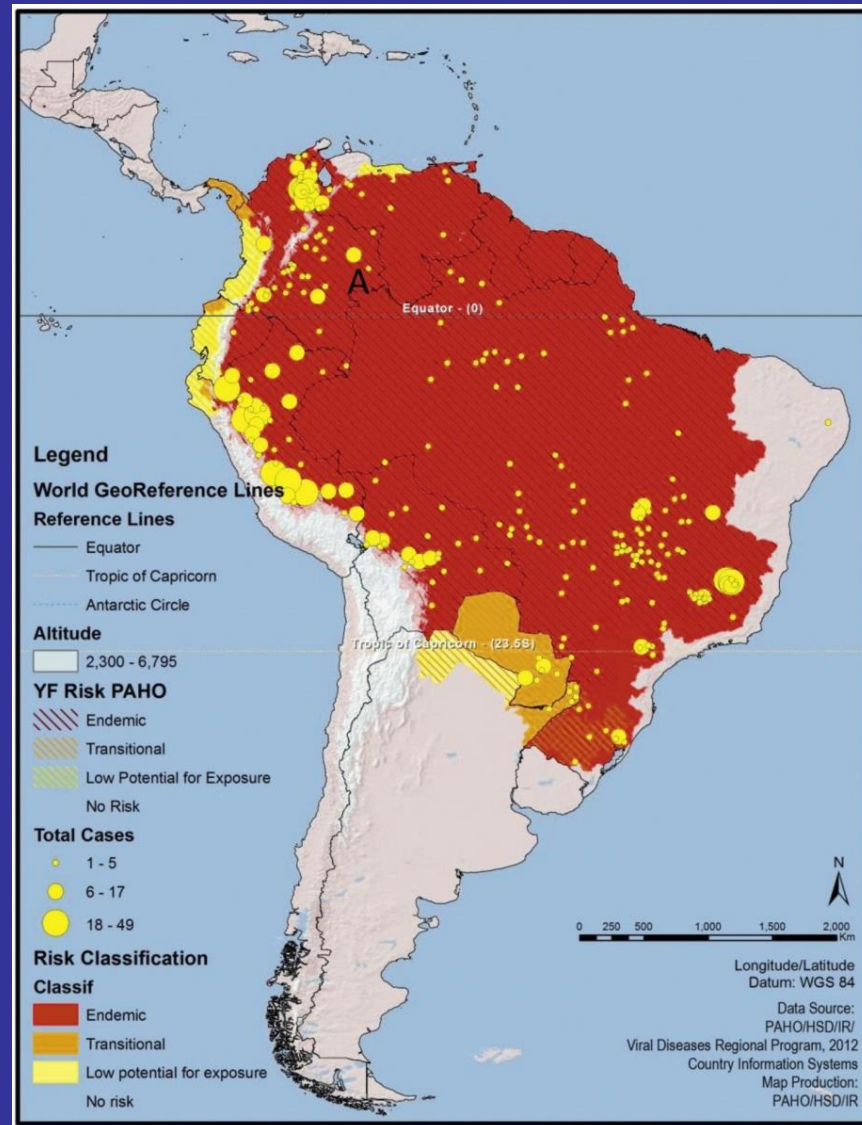 A
Equator - (0)
Tropic of Capricorn - (23.5S)
Legend
World GeoReference Lines
Reference Lines
Equator
Tropic of Capricorn
Antarctic Circle
Altitude
2,300 - 6,795
YF Risk PAHO
Endemic
Transitional
Low Potential for Exposure
No Risk
Total Cases
1 - 5
6 - 17
18 - 49
Risk Classification
Classif
Endemic
Transitional
Low potential for exposure
No risk
N
0 250 500 1,000 1,500 2,000
Km
Longitude/Latitude
Datum: WGS 84
Data Source:
PAHO/HSD/IR/
Viral Diseases Regional Program, 2012
Country Information Systems
Map Production:
PAHO/HSD/IR